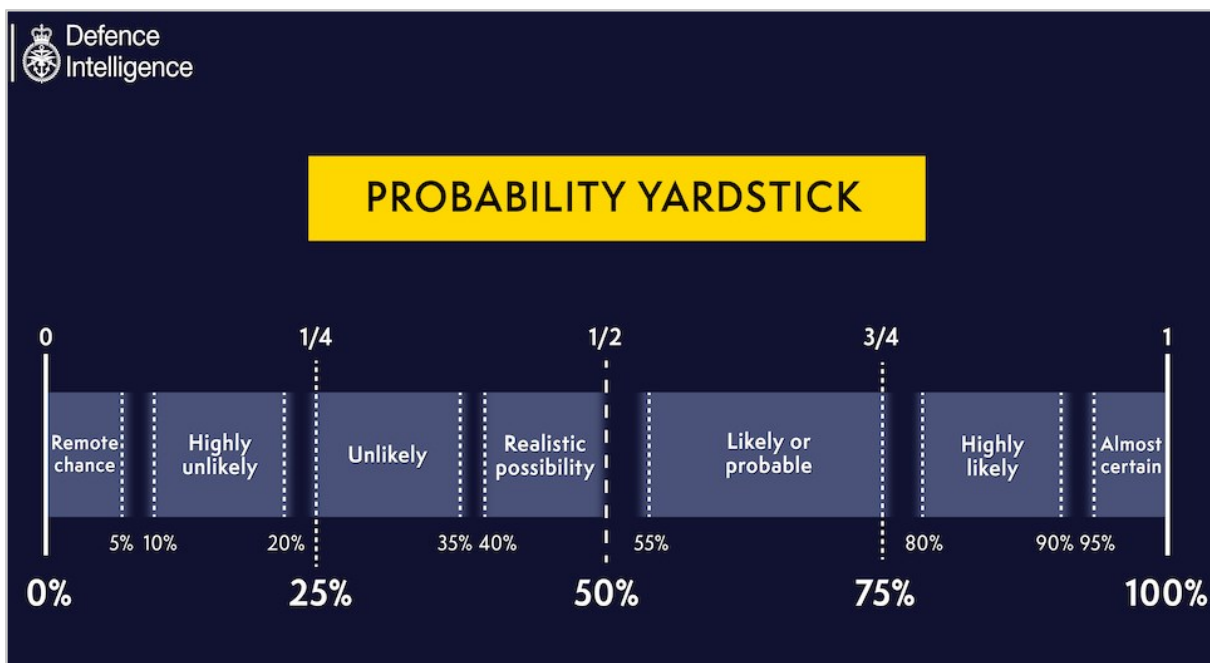 Defence
Intelligence
PROBABILITY YARDSTICK
0 1/4 1/2 3/4 1
Remote
chance
Highly
unlikely
Unlikely
Realistic
possibility
Likely or
probable
Highly
likely
Almost
certain
5% 10% 20% 35% 40% 55% 80% 90% 95%
0% 25% 50% 75% 100%